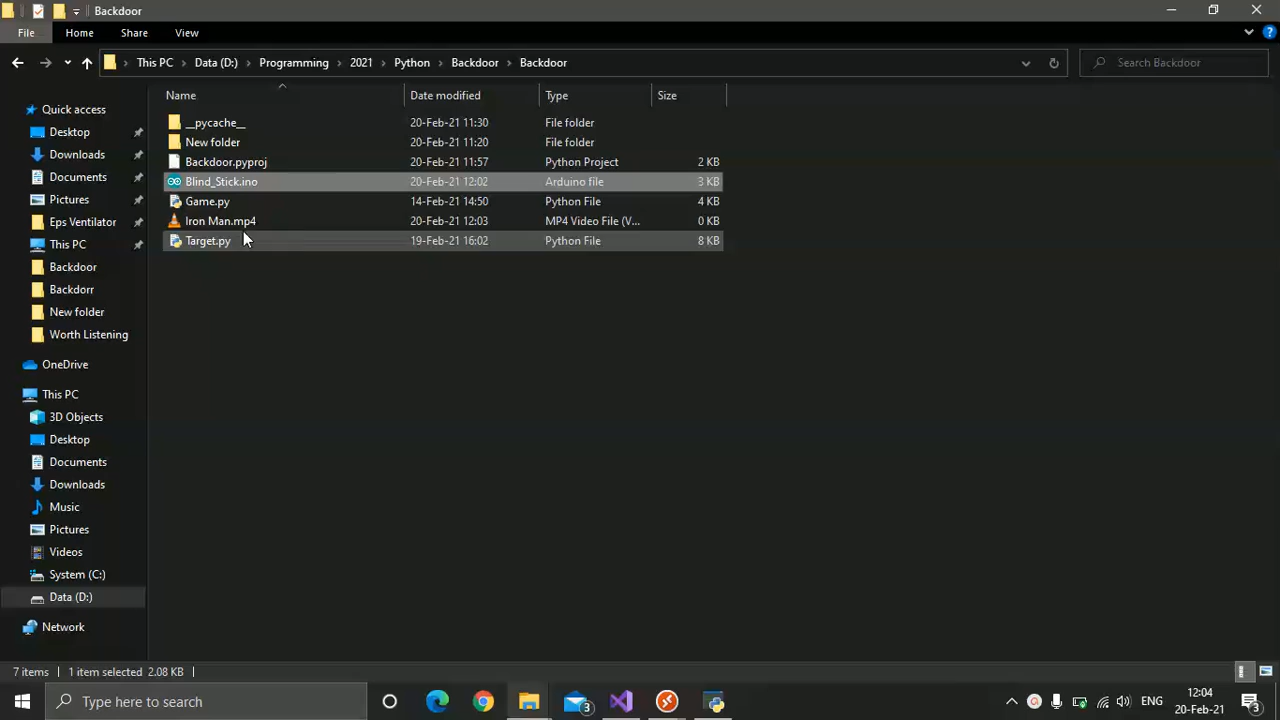 Backdoor
File Home Share View
This PC Data (D:) Programming 2021 Python Backdoor Backdoor Search Backdoor
Name Date modified Type Size
Quick access
Desktop
Downloads
Documents
Pictures
Eps Ventilator
This PC
Backdoor
Backdorr
New folder
Worth Listening
OneDrive
This PC
3D Objects
Desktop
Documents
Downloads
Music
Pictures
Videos
System (C:)
Data (D:)
Network
__pycache__ 20-Feb-21 11:30 File folder
New folder 20-Feb-21 11:20 File folder
Backdoor.pyproj 20-Feb-21 11:57 Python Project 2 KB
Blind_Stick.ino 20-Feb-21 12:02 Arduino file 3 KB
Game.py 14-Feb-21 14:50 Python File 4 KB
Iron Man.mp4 20-Feb-21 12:03 MP4 Video File (V... 0 KB
Target.py 19-Feb-21 16:02 Python File 8 KB
7 items 1 item selected 2.08 KB
Type here to search
3
ENG
12:04
20-Feb-21
3